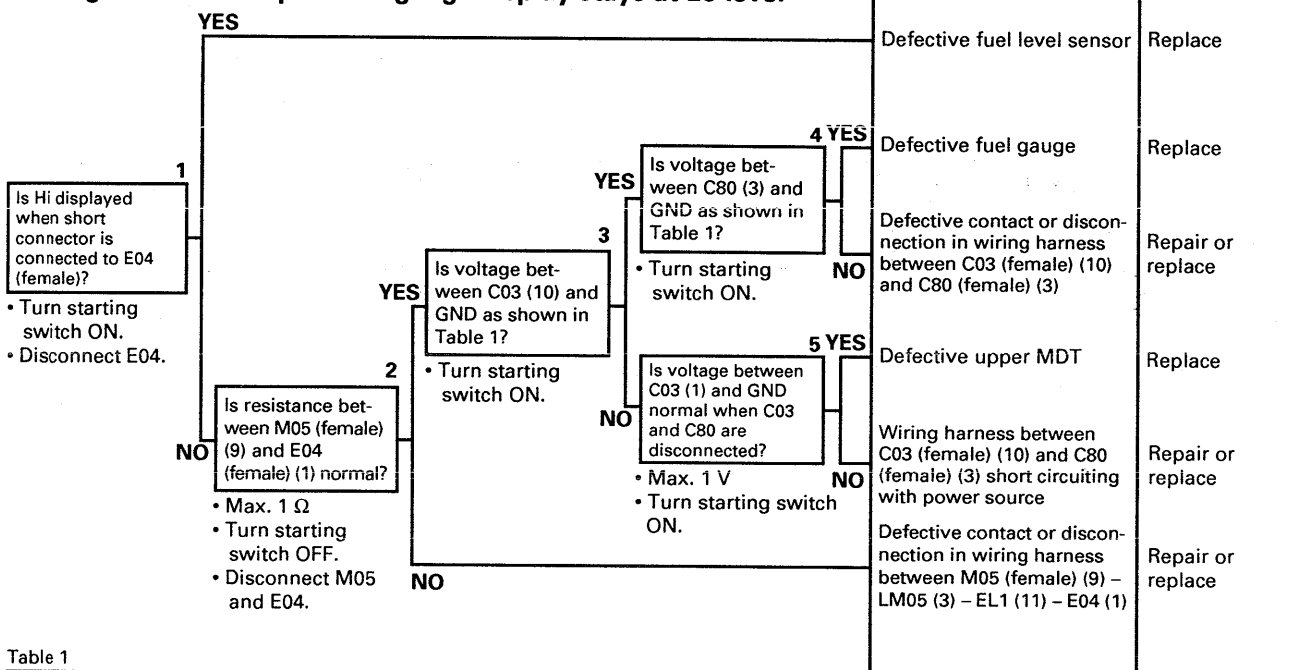 YES
Defective fuel level sensor
Replace
1
Is Hi displayed
when short
connector is
connected to E04
(female)?
• Turn starting
switch ON.
• Disconnect E04.
NO
2
Is resistance bet-
ween M05 (female)
(9) and E04
(female) (1) normal?
• Max. 1 Ω
• Turn starting
switch OFF.
• Disconnect M05
and E04.
YES
3
Is voltage bet-
ween C03 (10) and
GND as shown in
Table 1?
• Turn starting
switch ON.
YES
4
Is voltage bet-
ween C80 (3) and
GND as shown in
Table 1?
• Turn starting
switch ON.
YES
Defective fuel gauge
Replace
NO
Defective contact or discon-
nection in wiring harness
between C03 (female) (10)
and C80 (female) (3)
Repair or
replace
NO
5
Is voltage between
C03 (1) and GND
normal when C03
and C80 are
disconnected?
• Max. 1 V
• Turn starting switch
ON.
YES
Defective upper MDT
Replace
NO
Wiring harness between
C03 (female) (10) and C80
(female) (3) short circuiting
with power source
Repair or
replace
NO
Defective contact or discon-
nection in wiring harness
between M05 (female) (9) –
LM05 (3) – EL1 (11) – E04 (1)
Repair or
replace
Table 1